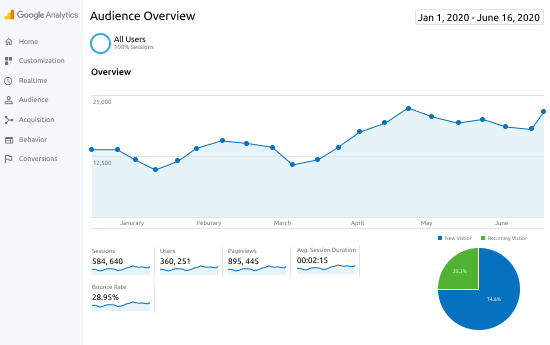 Google Analytics
Audience Overview
Jan 1, 2020 - June 16, 2020
All Users
100% Sessions
Home
Customization
Realtime
Audience
Acquisition
Behavior
Conversions
Overview
25,000
12,500
Janurary
Feburary
March
April
May
June
Sessions
584, 640
Users
360, 251
Pageviews
895, 445
Avg. Session Duration
00:02:15
Bounce Rate
28.95%
New Visitor
Returning Visitor
25.3%
74.6%